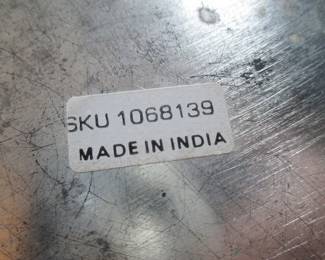 SKU 1068139
MADE IN INDIA